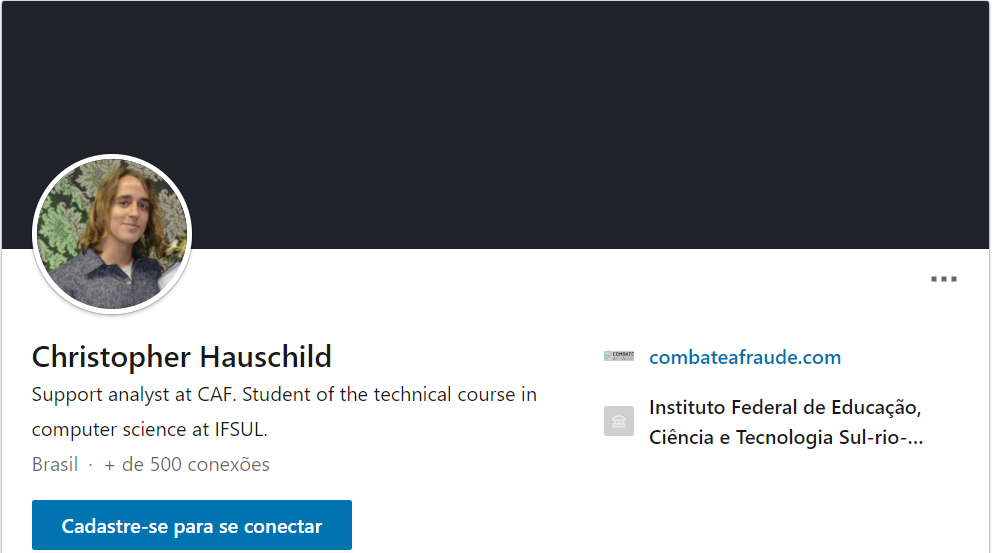 Christopher Hauschild
Support analyst at CAF. Student of the technical course in
computer science at IFSUL.
Brasil · + de 500 conexões
Cadastre-se para se conectar
COMBATE
combateafraude.com
Instituto Federal de Educação,
Ciência e Tecnologia Sul-rio-...